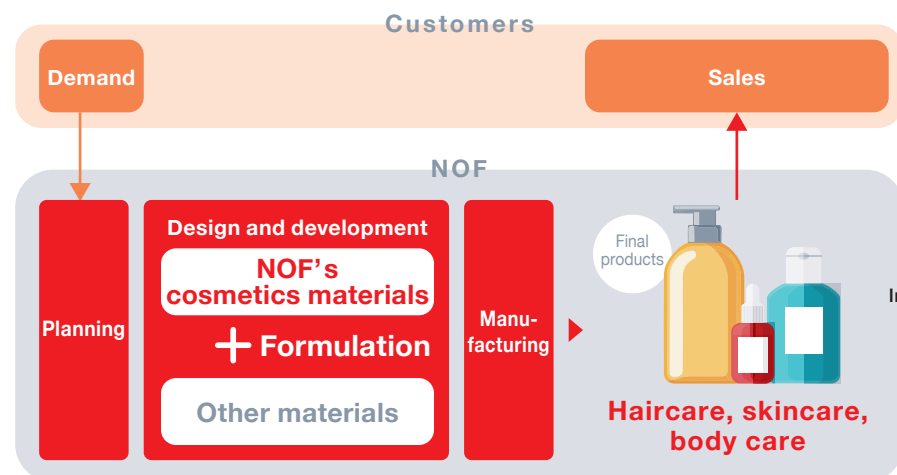 Customers
Demand
Sales
NOF
Planning
Design and development
NOF's
cosmetics materials
+ Formulation
Other materials
Manu-
facturing
Final
products
Haircare, skincare,
body care